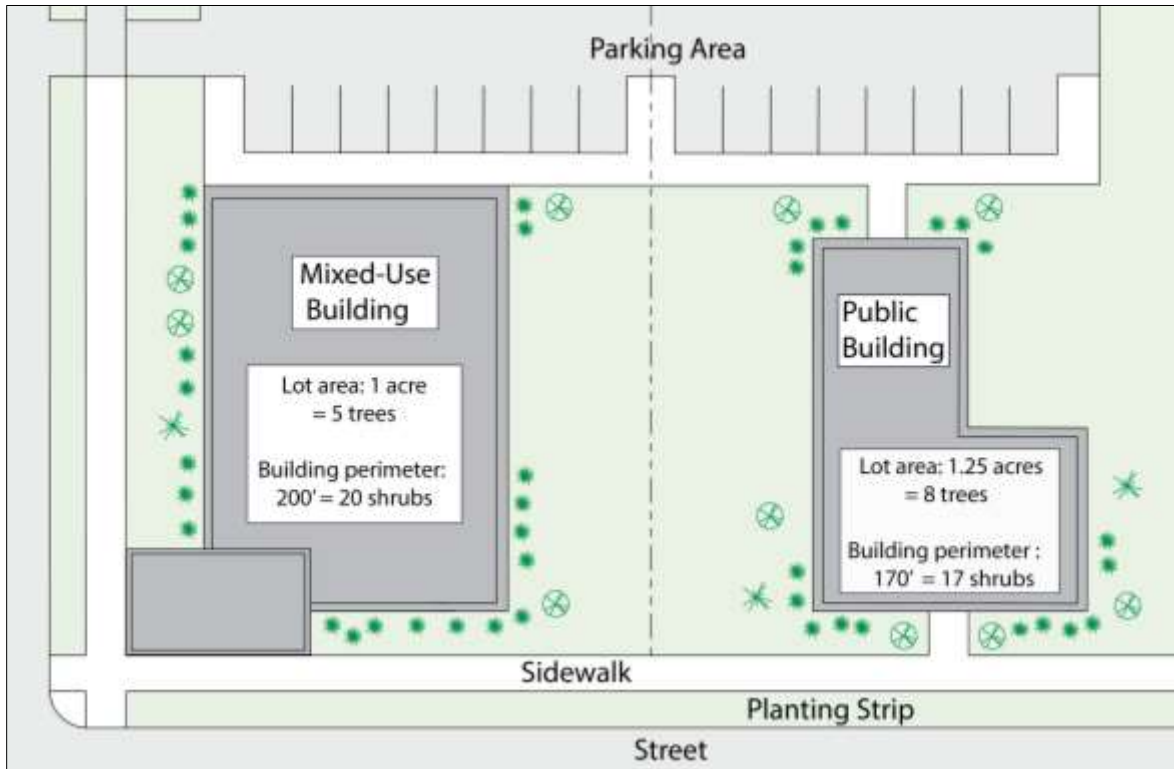 Parking Area
Mixed-Use
Building
Lot area: 1 acre
= 5 trees
Building perimeter:
200' = 20 shrubs
Public
Building
Lot area: 1.25 acres
= 8 trees
Building perimeter :
170' = 17 shrubs
Sidewalk
Planting Strip
Street